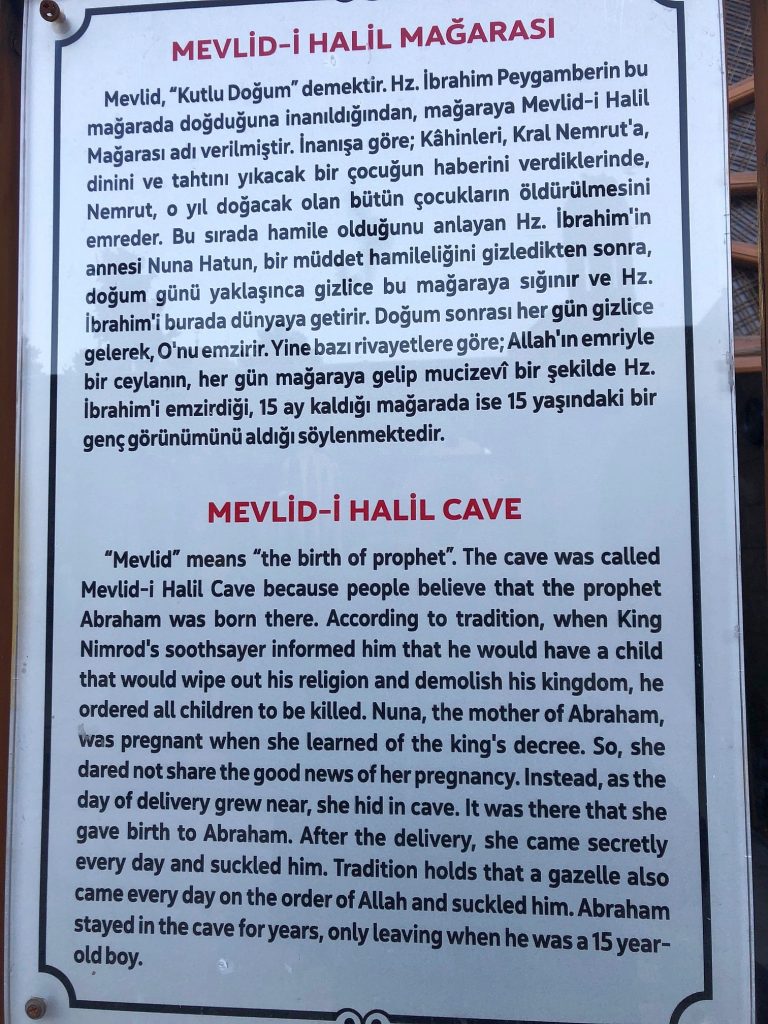 MEVLİD-İ HALİL MAĞARASI
Mevlid, “Kutlu Doğum” demektir. Hz. İbrahim Peygamberin bu
mağarada doğduğuna inanıldığından, mağaraya Mevlid-i Halil
Mağarası adı verilmiştir. İnanışa göre; Kâhinleri, Kral Nemrut'a,
dinini ve tahtını yıkacak bir çocuğun haberini verdiklerinde,
Nemrut, o yıl doğacak olan bütün çocukların öldürülmesini
emreder. Bu sırada hamile olduğunu anlayan Hz. İbrahim'in
annesi Nuna Hatun, bir müddet hamileliğini gizledikten sonra,
doğum günü yaklaşınca gizlice bu mağaraya sığınır ve Hz.
İbrahim'i burada dünyaya getirir. Doğum sonrası her gün gizlice
gelerek, O'nu emzirir. Yine bazı rivayetlere göre; Allah'ın emriyle
bir ceylanın, her gün mağaraya gelip mucizevî bir şekilde Hz.
İbrahim'i emzirdiği, 15 ay kaldığı mağarada ise 15 yaşındaki bir
genç görünümünü aldığı söylenmektedir.
MEVLİD-İ HALİL CAVE
“Mevlid” means “the birth of prophet”. The cave was called
Mevlid-i Halil Cave because people believe that the prophet
Abraham was born there. According to tradition, when King
Nimrod's soothsayer informed him that he would have a child
that would wipe out his religion and demolish his kingdom, he
ordered all children to be killed. Nuna, the mother of Abraham,
was pregnant when she learned of the king's decree. So, she
dared not share the good news of her pregnancy. Instead, as the
day of delivery grew near, she hid in cave. It was there that she
gave birth to Abraham. After the delivery, she came secretly
every day and suckled him. Tradition holds that a gazelle also
came every day on the order of Allah and suckled him. Abraham
stayed in the cave for years, only leaving when he was a 15 year-
old boy.